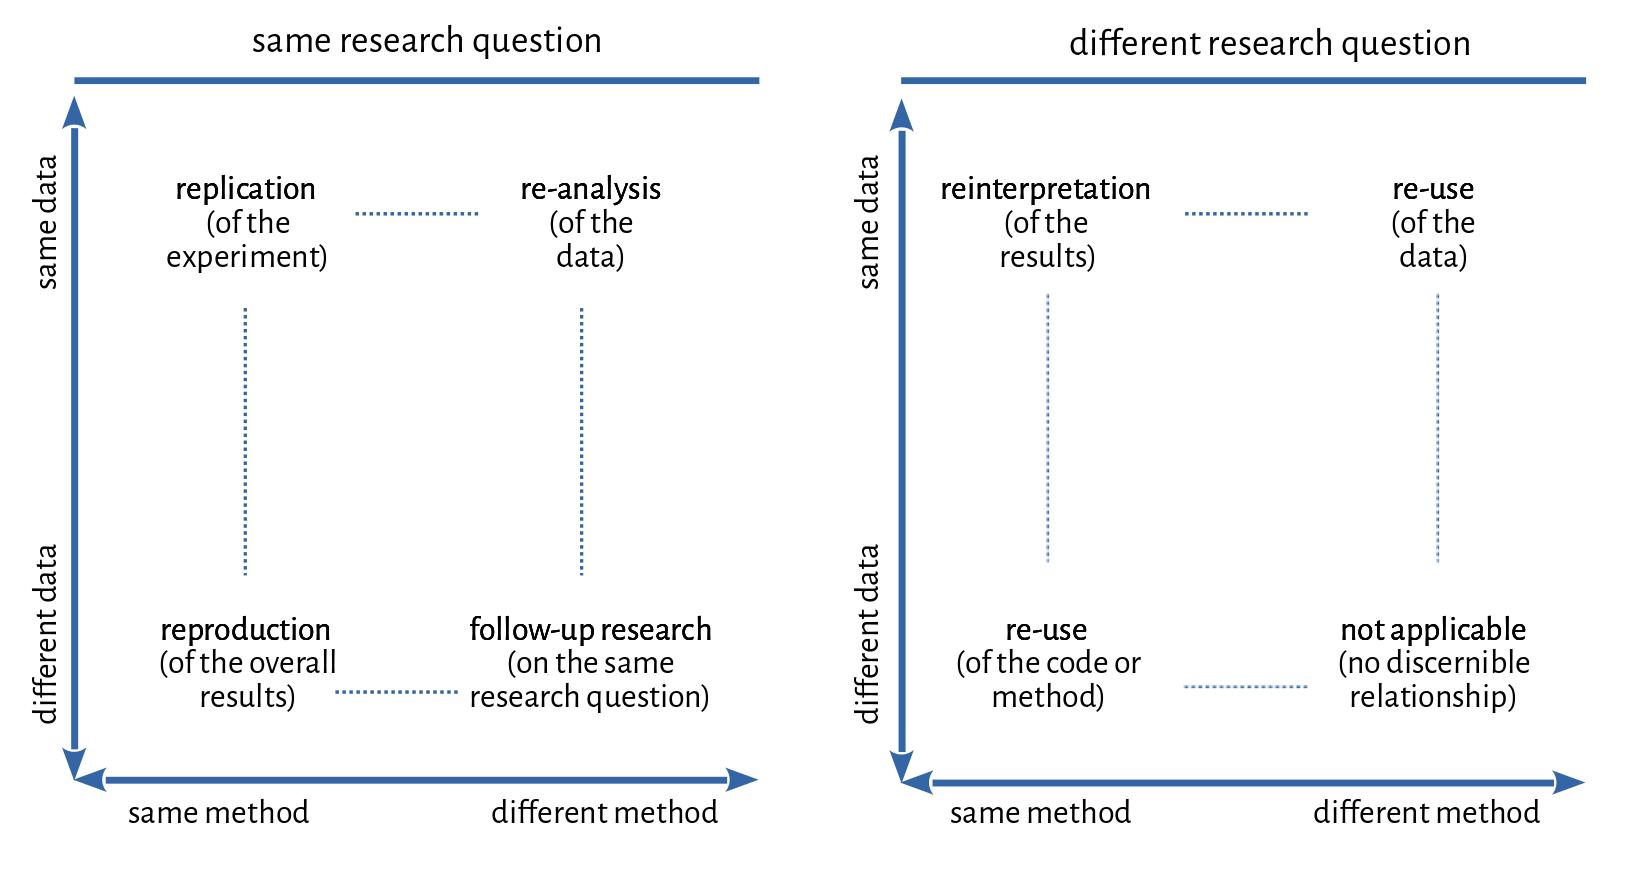 same research question
same data
different data
replication
(of the
experiment)
re-analysis
(of the
data)
reproduction
(of the overall
results)
follow-up research
(on the same
research question)
same method
different method
different research question
same data
different data
reinterpretation
(of the
results)
re-use
(of the
data)
re-use
(of the code or
method)
not applicable
(no discernible
relationship)
same method
different method